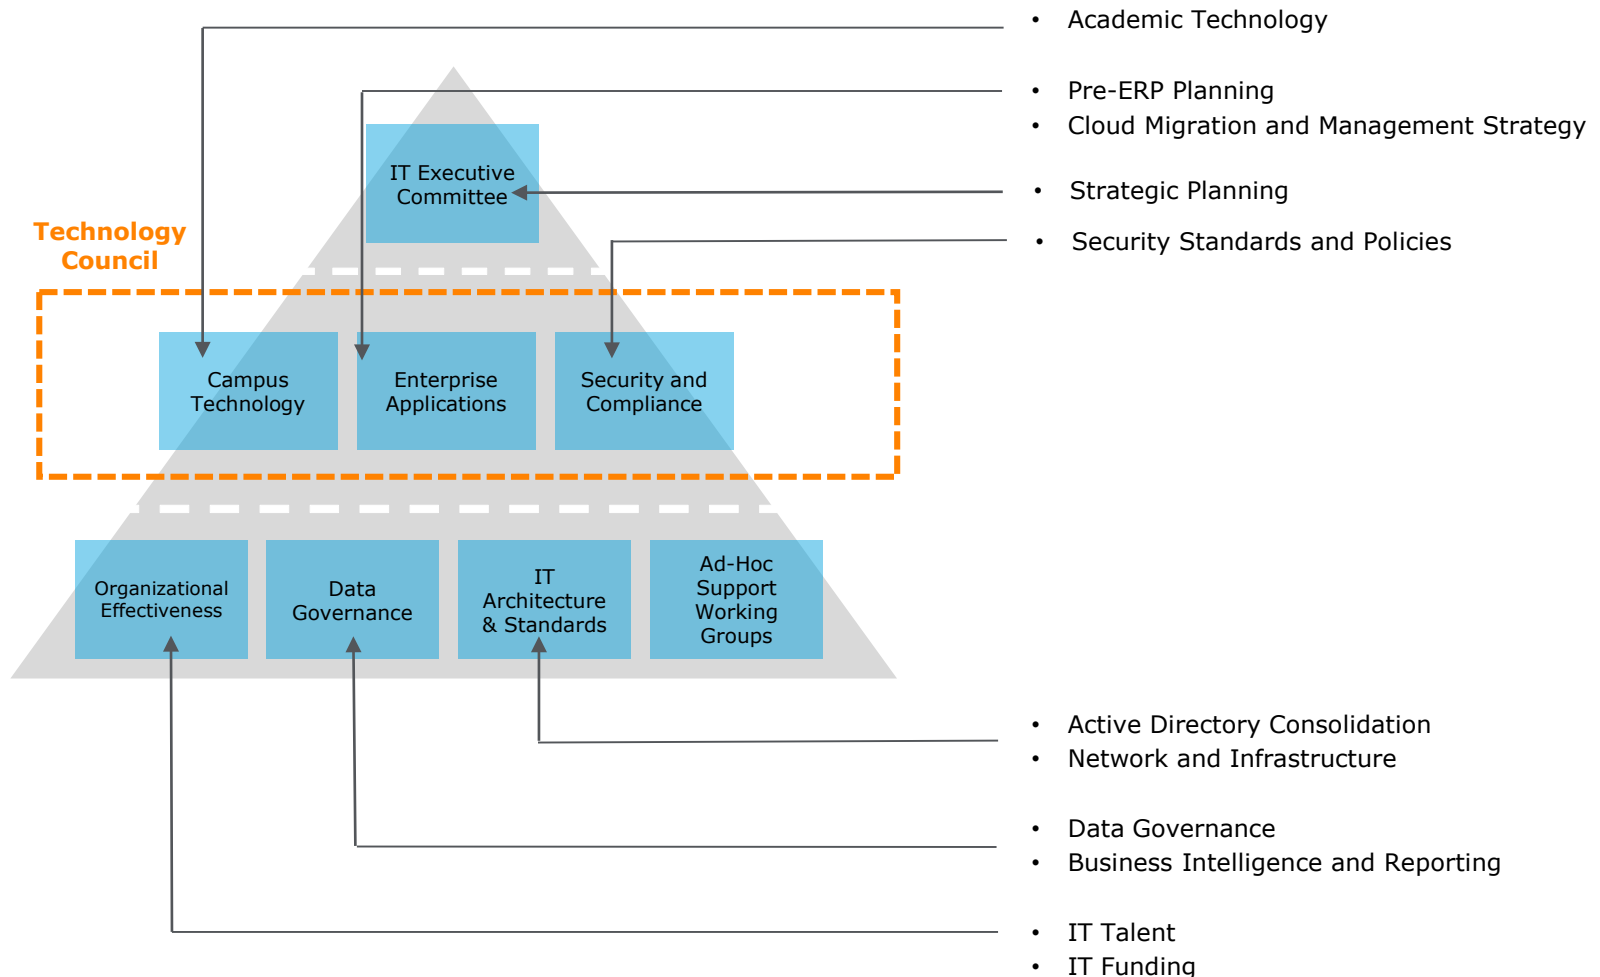 • Academic Technology
• Pre-ERP Planning
• Cloud Migration and Management Strategy
IT Executive
Committee
• Strategic Planning
• Security Standards and Policies
Technology
Council
Campus
Technology
Enterprise
Applications
Security and
Compliance
Organizational
Effectiveness
Data
Governance
IT
Architecture
& Standards
Ad-Hoc
Support
Working
Groups
• Active Directory Consolidation
• Network and Infrastructure
• Data Governance
• Business Intelligence and Reporting
• IT Talent
• IT Funding